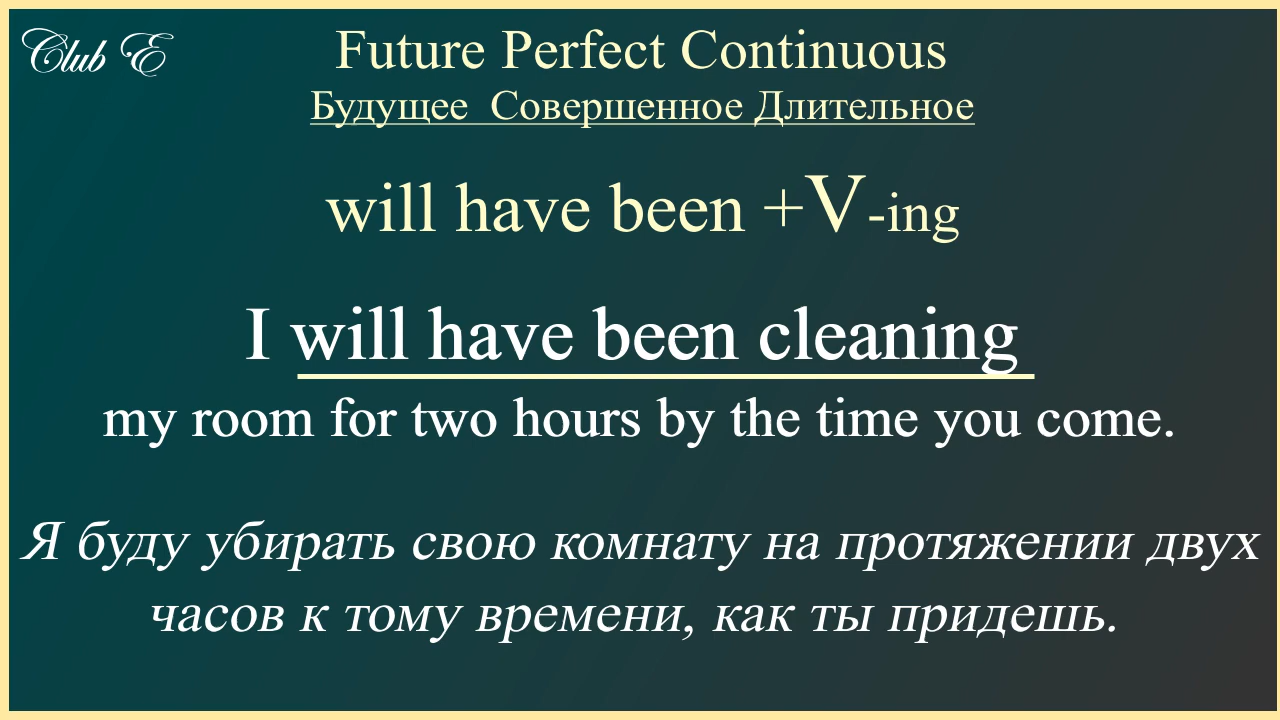 Club E
Future Perfect Continuous
Будущее Совершенное Длительное
will have been +V-ing
I will have been cleaning
my room for two hours by the time you come.
Я буду убирать свою комнату на протяжении двух
часов к тому времени, как ты придешь.